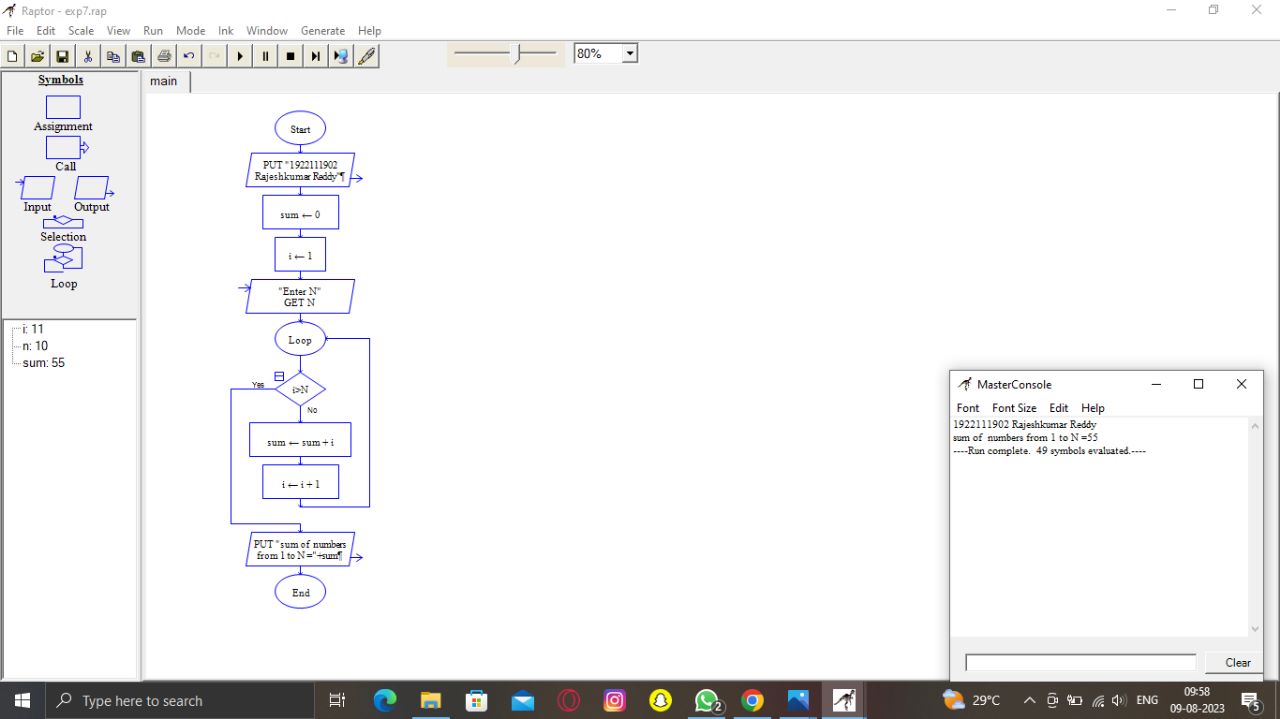 Raptor - exp7.rap
File Edit Scale View Run Mode Ink Window Generate Help
80%
Symbols
Assignment
Call
Input Output
Selection
Loop
i: 11
n: 10
sum: 55
main
Start
PUT "1922111902
Rajeshkumar Reddy"¶
sum ← 0
i ← 1
"Enter N"
GET N
Loop
Yes
i>N
No
sum ← sum + i
i ← i + 1
PUT "sum of numbers
from 1 to N ="+sum¶
End
MasterConsole
Font Font Size Edit Help
1922111902 Rajeshkumar Reddy
sum of  numbers from 1 to N =55
----Run complete.  49 symbols evaluated.----
Clear
Type here to search
2
29°C
ENG
09:58
09-08-2023
5